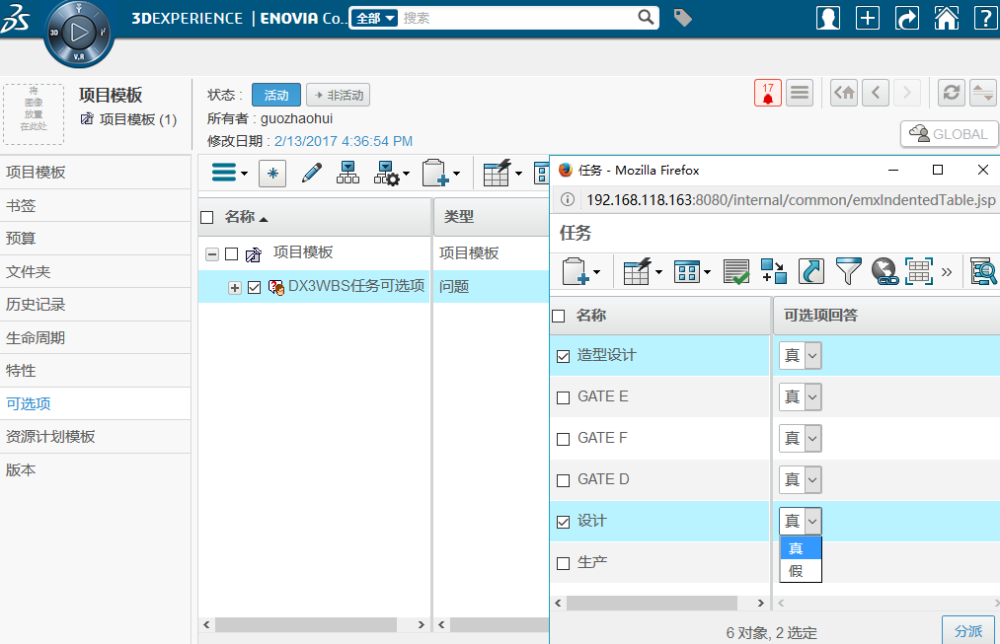 3DEXPERIENCE | ENOVIA Co.. 全部 搜索
3D
V.R
将
图像
放置
在此处
项目模板
项目模板 (1)
状态 : 活动 非活动
所有者 : guozhaohui
修改日期 : 2/13/2017 4:36:54 PM
17
GLOBAL
项目模板
书签
预算
文件夹
历史记录
生命周期
特性
可选项
资源计划模板
版本
名称 类型
项目模板 项目模板
DX3WBS任务可选项 问题
任务 - Mozilla Firefox
192.168.118.163:8080/internal/common/emxIndentedTable.jsp
任务
名称 可选项回答
造型设计 真
GATE E 真
GATE F 真
GATE D 真
设计 真
真
假
生产
6 对象, 2 选定
分派